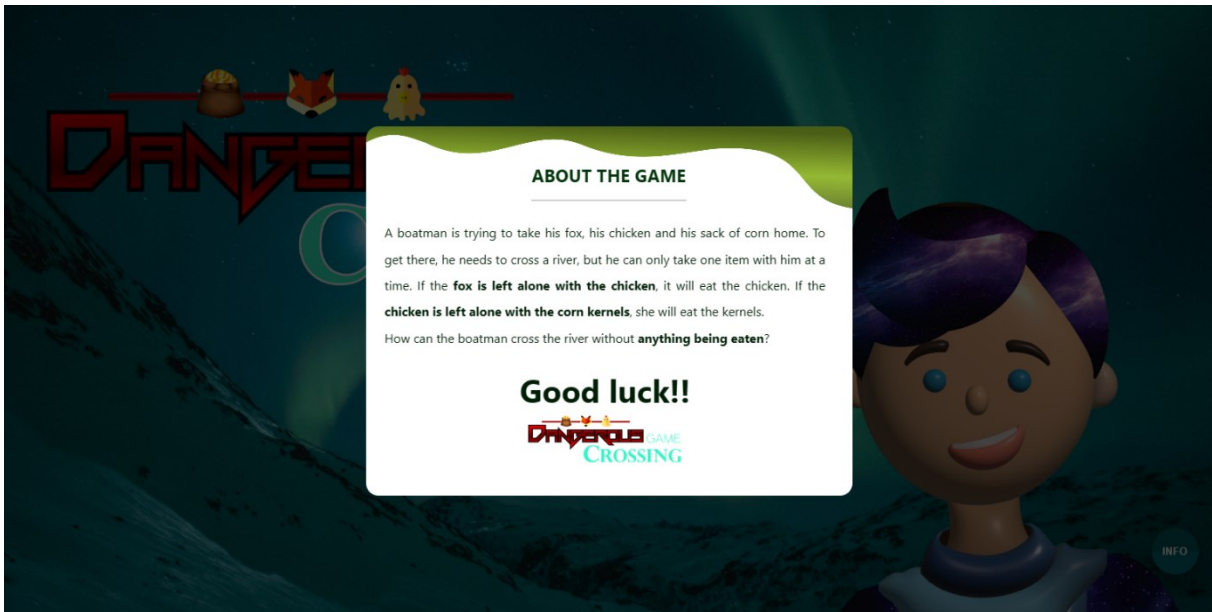 DANGE
C
ABOUT THE GAME
A boatman is trying to take his fox, his chicken and his sack of corn home. To
get there, he needs to cross a river, but he can only take one item with him at a
time. If the fox is left alone with the chicken, it will eat the chicken. If the
chicken is left alone with the corn kernels, she will eat the kernels.
How can the boatman cross the river without anything being eaten?
Good luck!!
DANGEROUS GAME
CROSSING
INFO